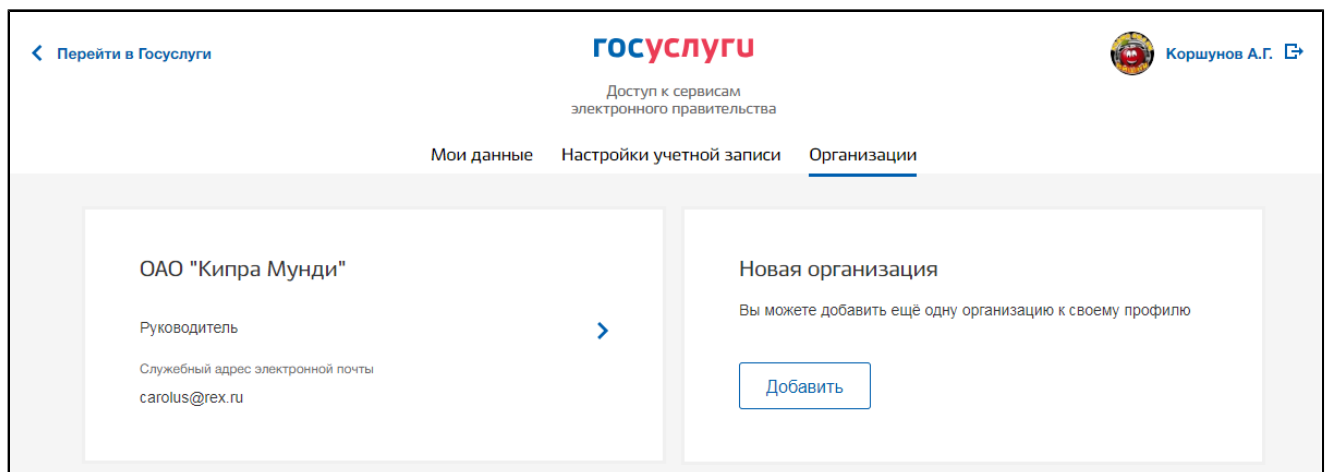 Перейти в Госуслуги
госуслуги
Коршунов А.Г.
Доступ к сервисам
электронного правительства
Мои данные Настройки учетной записи Организации
ОАО "Кипра Мунди"
Руководитель
Служебный адрес электронной почты
carolus@rex.ru
Новая организация
Вы можете добавить ещё одну организацию к своему профилю
Добавить